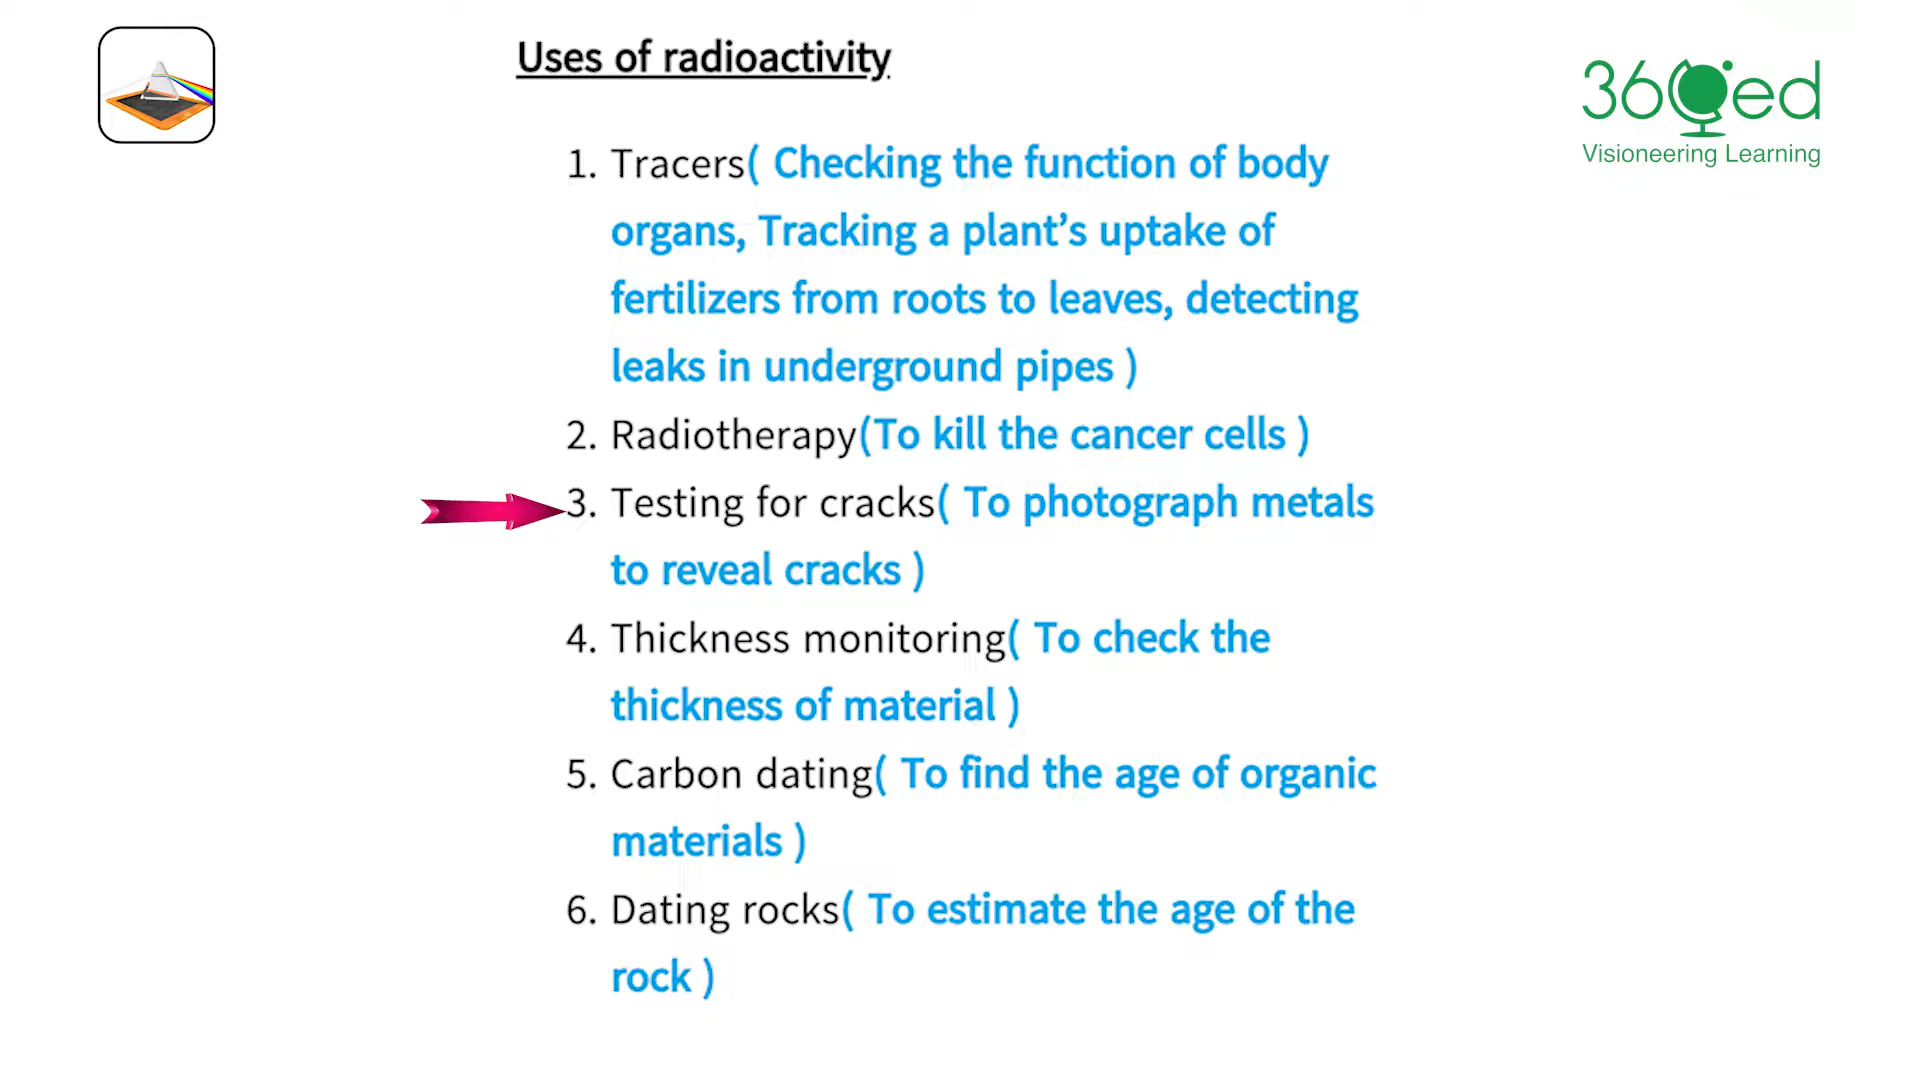 Uses of radioactivity
360ed
Visioneering Learning
1. Tracers( Checking the function of body
organs, Tracking a plant’s uptake of
fertilizers from roots to leaves, detecting
leaks in underground pipes )
2. Radiotherapy(To kill the cancer cells )
3. Testing for cracks( To photograph metals
to reveal cracks )
4. Thickness monitoring( To check the
thickness of material )
5. Carbon dating( To find the age of organic
materials )
6. Dating rocks( To estimate the age of the
rock )